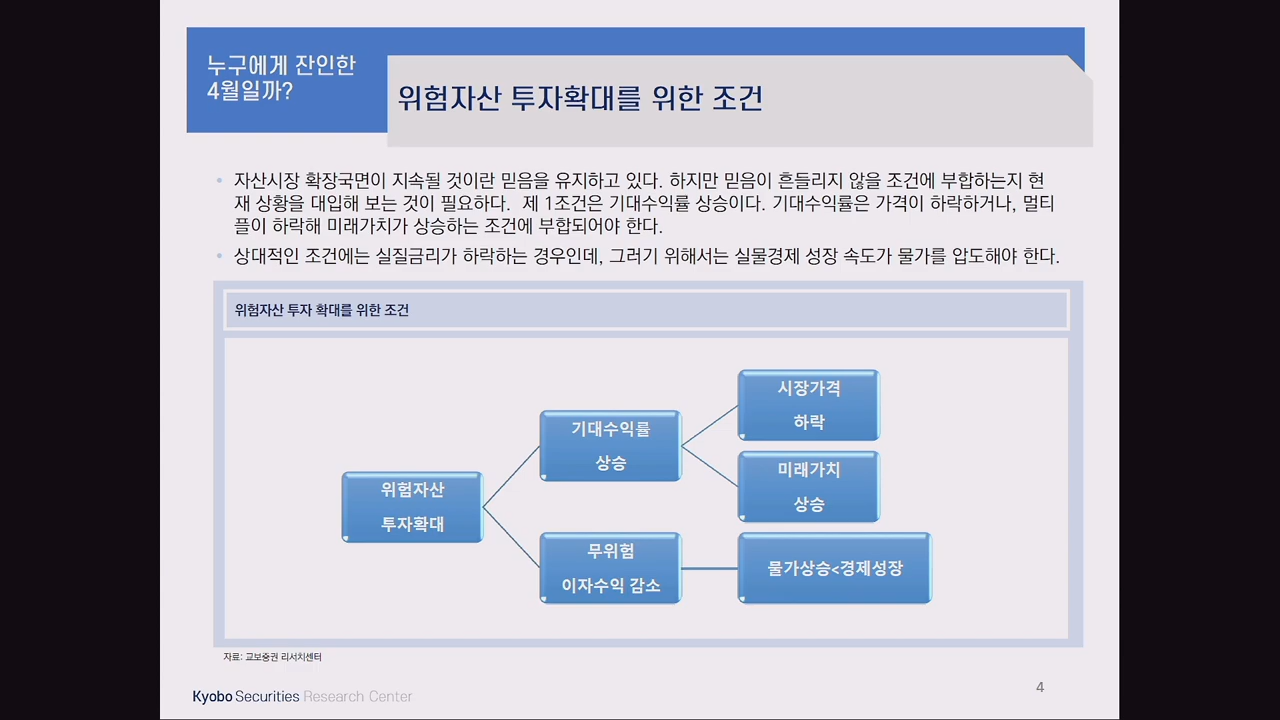 누구에게 잔인한
4월일까?
위험자산 투자확대를 위한 조건
• 자산시장 확장국면이 지속될 것이란 믿음을 유지하고 있다. 하지만 믿음이 흔들리지 않을 조건에 부합하는지 현
재 상황을 대입해 보는 것이 필요하다. 제 1조건은 기대수익률 상승이다. 기대수익률은 가격이 하락하거나, 멀티
플이 하락해 미래가치가 상승하는 조건에 부합되어야 한다.
• 상대적인 조건에는 실질금리가 하락하는 경우인데, 그러기 위해서는 실물경제 성장 속도가 물가를 압도해야 한다.
위험자산 투자 확대를 위한 조건
위험자산
투자확대
기대수익률
상승
시장가격
하락
미래가치
상승
무위험
이자수익 감소
물가상승<경제성장
자료: 교보증권 리서치센터
Kyobo Securities Research Center
4